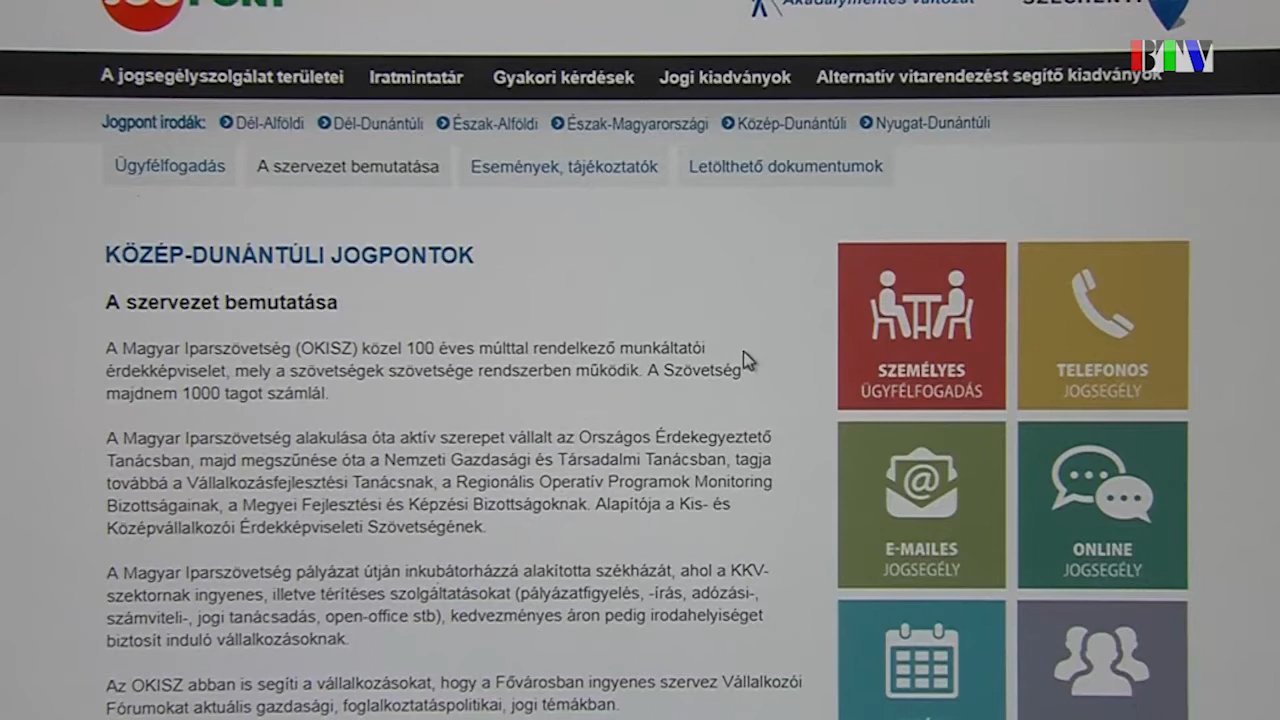 JOGPONT
Akadálymentes változat
SZÉCHENYI
BTV
A jogsegélyszolgálat területei Iratmintatár Gyakori kérdések Jogi kiadványok Alternatív vitarendezést segítő kiadványok
Jogpont irodák: Dél-Alföldi Dél-Dunántúli Észak-Alföldi Észak-Magyarországi Közép-Dunántúli Nyugat-Dunántúli
Ügyfélfogadás A szervezet bemutatása Események, tájékoztatók Letölthető dokumentumok
KÖZÉP-DUNÁNTÚLI JOGPONTOK
A szervezet bemutatása
A Magyar Iparszövetség (OKISZ) közel 100 éves múlttal rendelkező munkáltatói
érdekképviselet, mely a szövetségek szövetsége rendszerben működik. A Szövetség
majdnem 1000 tagot számlál.
A Magyar Iparszövetség alakulása óta aktív szerepet vállalt az Országos Érdekegyeztető
Tanácsban, majd megszűnése óta a Nemzeti Gazdasági és Társadalmi Tanácsban, tagja
továbbá a Vállalkozásfejlesztési Tanácsnak, a Regionális Operatív Programok Monitoring
Bizottságainak, a Megyei Fejlesztési és Képzési Bizottságoknak. Alapítója a Kis- és
Középvállalkozói Érdekképviseleti Szövetségének.
A Magyar Iparszövetség pályázat útján inkubátorházzá alakította székházát, ahol a KKV-
szektornak ingyenes, illetve térítéses szolgáltatásokat (pályázatfigyelés, -írás, adózási-,
számviteli-, jogi tanácsadás, open-office stb), kedvezményes áron pedig irodahelyiséget
biztosít induló vállalkozásoknak.
Az OKISZ abban is segíti a vállalkozásokat, hogy a Fővárosban ingyenes szervez Vállalkozói
Fórumokat aktuális gazdasági, foglalkoztatáspolitikai, jogi témákban.
SZEMÉLYES
ÜGYFÉLFOGADÁS
TELEFONOS
JOGSEGÉLY
E-MAILES
JOGSEGÉLY
ONLINE
JOGSEGÉLY